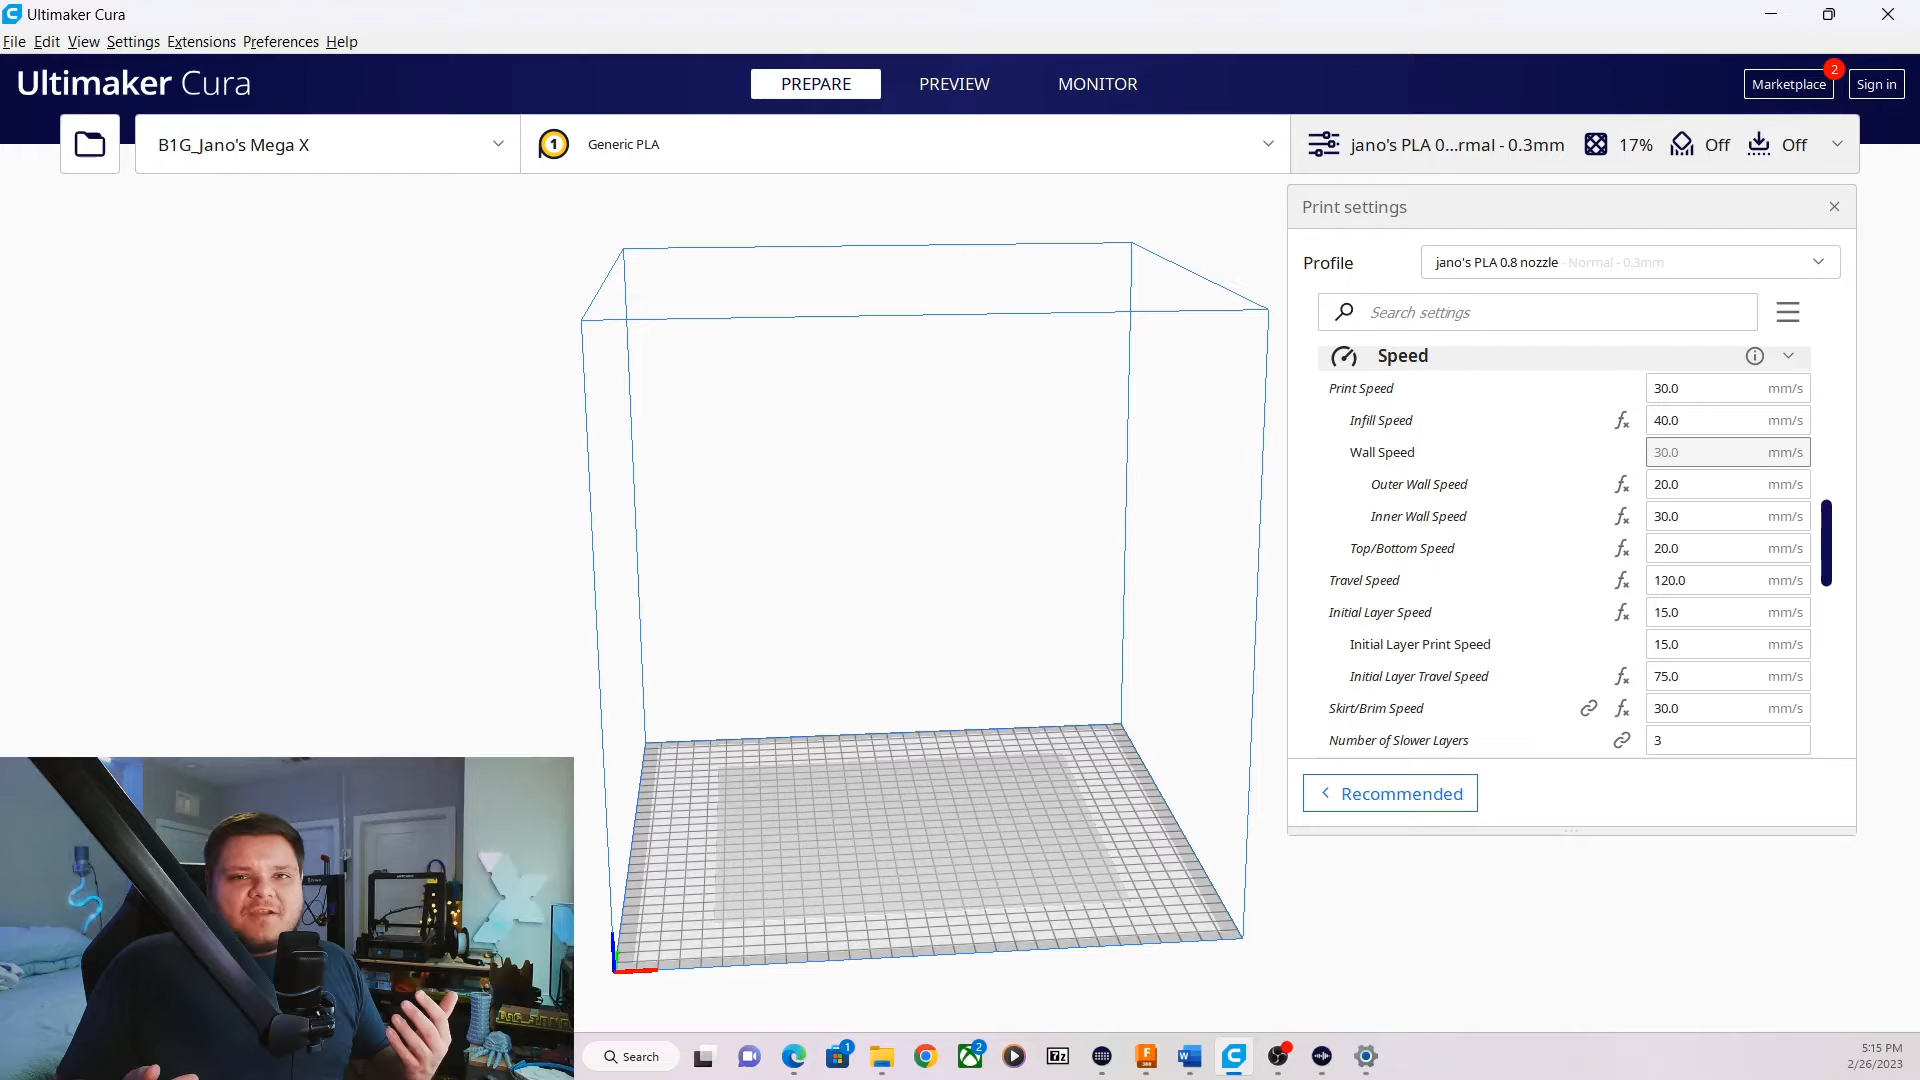 Ultimaker Cura
File Edit View Settings Extensions Preferences Help
Ultimaker Cura
PREPARE
PREVIEW
MONITOR
Marketplace
2
Sign in
B1G_Jano's Mega X
1
Generic PLA
jano's PLA 0...rmal - 0.3mm
17%
Off
Off
Print settings
Profile
jano's PLA 0.8 nozzle - Normal - 0.3mm
Search settings
Speed
Print Speed 30.0 mm/s
Infill Speed 40.0 mm/s
Wall Speed 30.0 mm/s
Outer Wall Speed 20.0 mm/s
Inner Wall Speed 30.0 mm/s
Top/Bottom Speed 20.0 mm/s
Travel Speed 120.0 mm/s
Initial Layer Speed 15.0 mm/s
Initial Layer Print Speed 15.0 mm/s
Initial Layer Travel Speed 75.0 mm/s
Skirt/Brim Speed 30.0 mm/s
Number of Slower Layers 3
Recommended
Search
1
2
7z
F
W
5:15 PM
2/26/2023